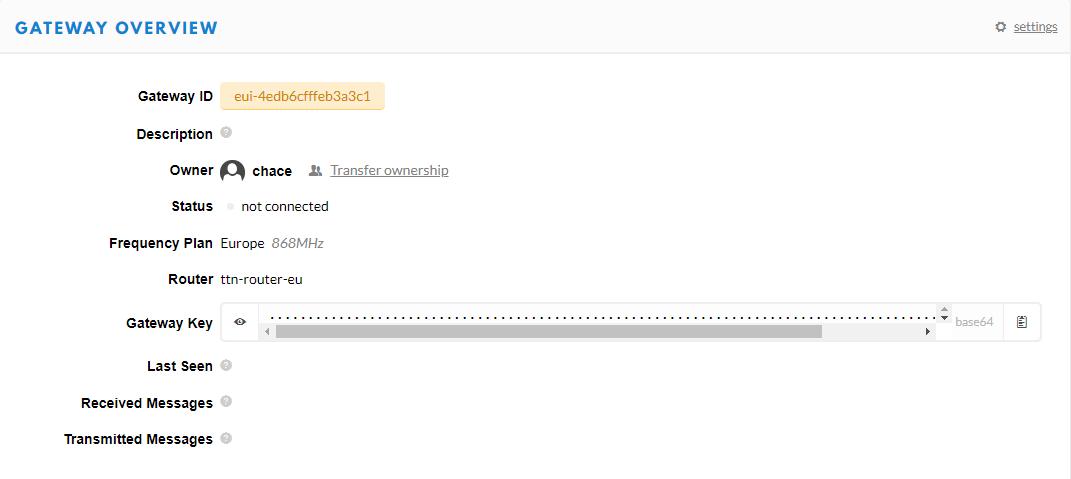 GATEWAY OVERVIEW
settings
Gateway ID eui-4edb6cfffeb3a3c1
Description ?
Owner chace Transfer ownership
Status not connected
Frequency Plan Europe 868MHz
Router ttn-router-eu
Gateway Key base64
Last Seen ?
Received Messages ?
Transmitted Messages ?